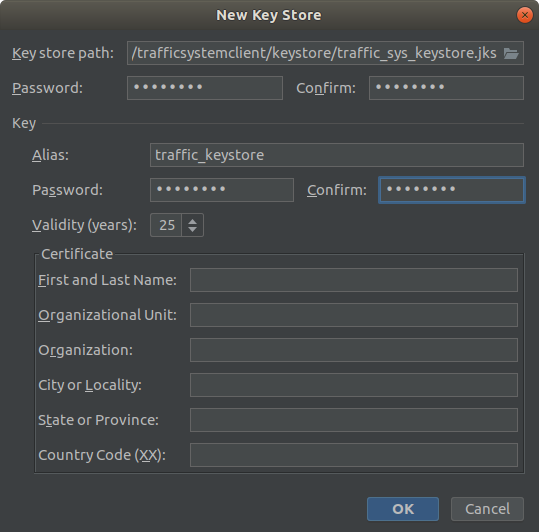 New Key Store
Key store path: /trafficsystemclient/keystore/traffic_sys_keystore.jks
Password: •••••••• Confirm: ••••••••
Key
Alias: traffic_keystore
Password: •••••••• Confirm: ••••••••
Validity (years): 25
Certificate
First and Last Name:
Organizational Unit:
Organization:
City or Locality:
State or Province:
Country Code (XX):
OK Cancel